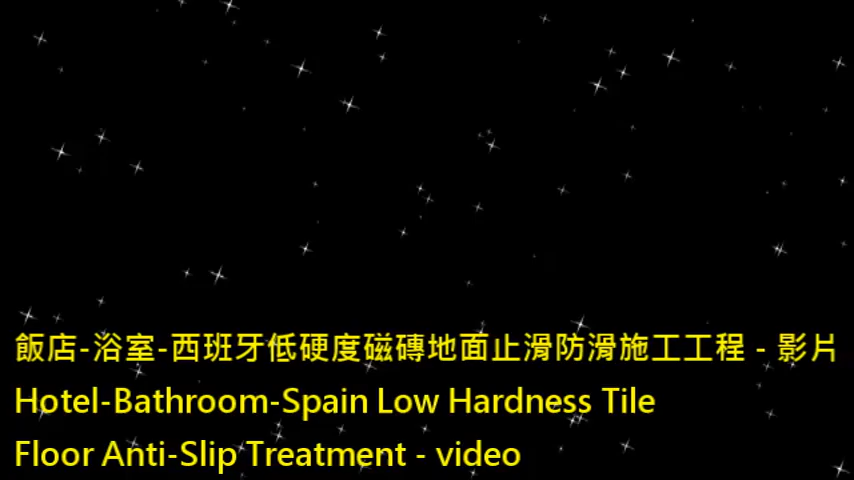 飯店-浴室-西班牙低硬度磁磚地面止滑防滑施工工程 - 影片
Hotel-Bathroom-Spain Low Hardness Tile
Floor Anti-Slip Treatment - video